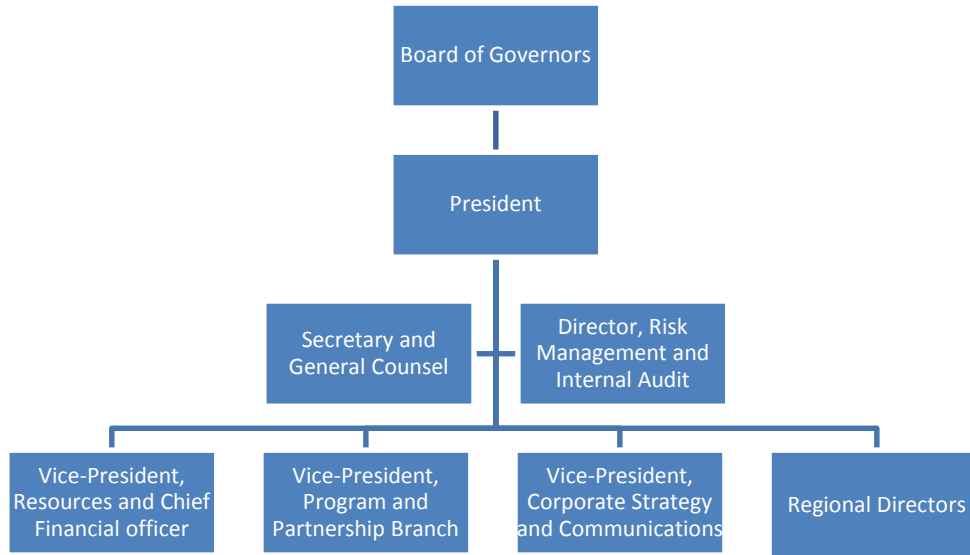 Board of Governors
President
Secretary and
General Counsel
Director, Risk
Management and
Internal Audit
Vice-President,
Resources and Chief
Financial officer
Vice-President,
Program and
Partnership Branch
Vice-President,
Corporate Strategy
and Communications
Regional Directors